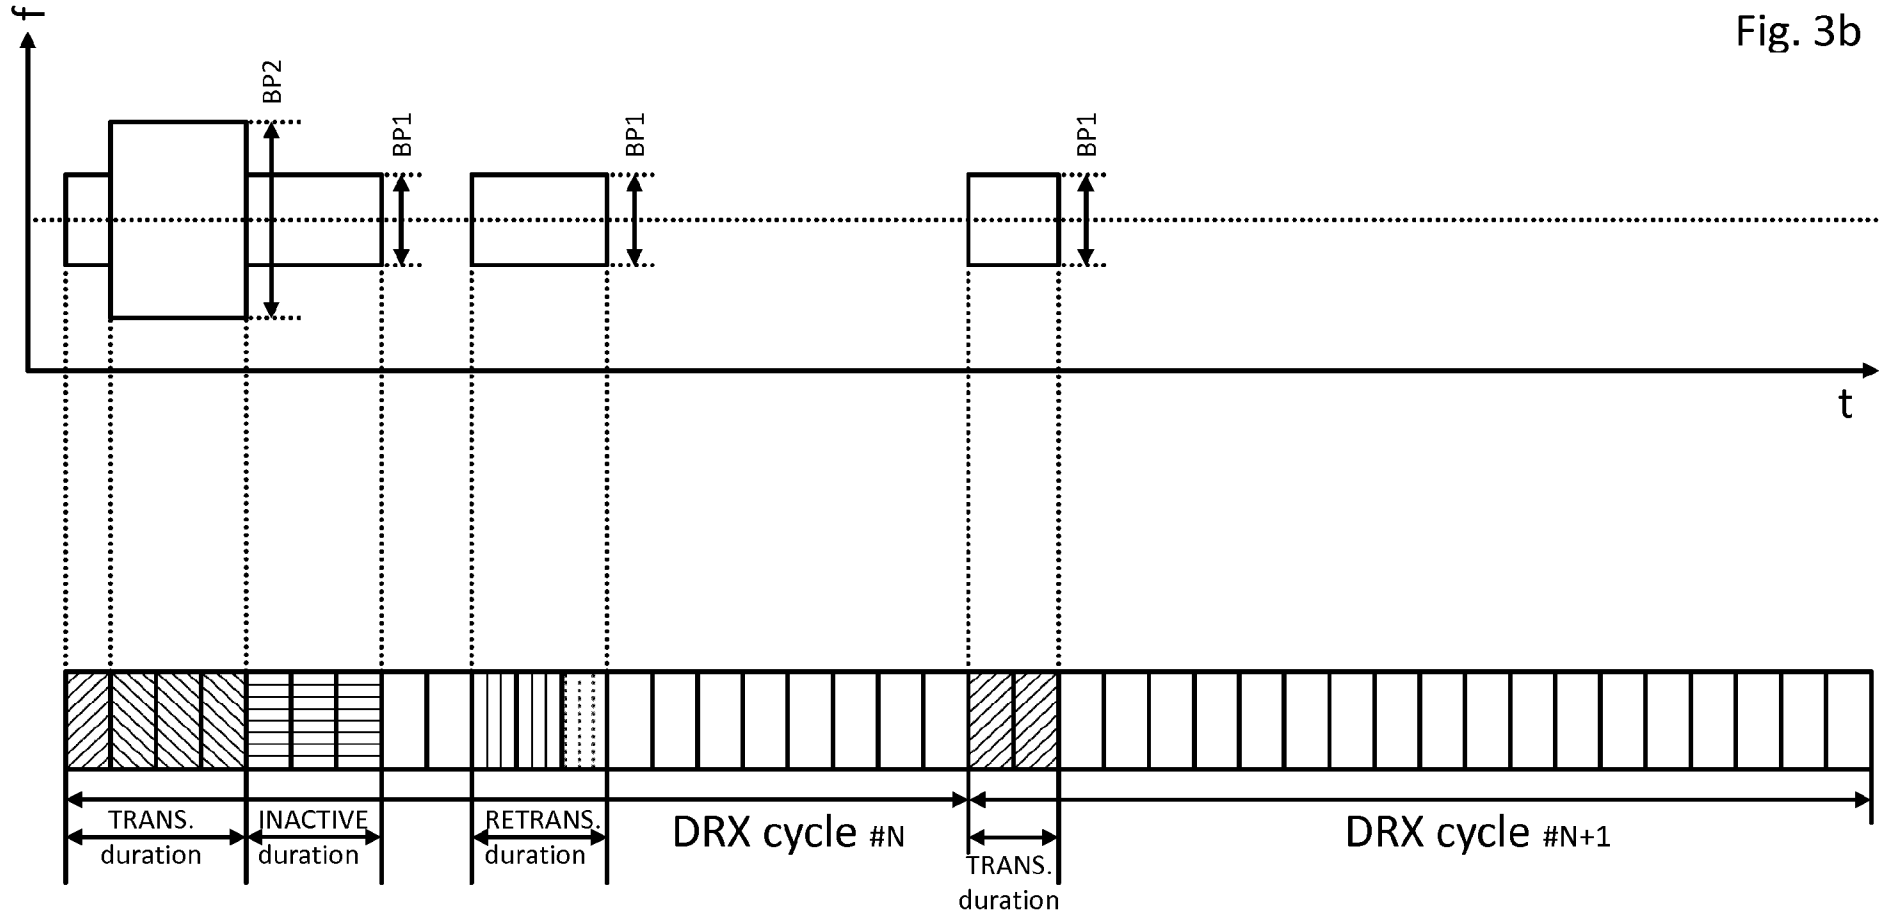 f
Fig. 3b
BP2
BP1
BP1
BP1
t
TRANS.
duration
INACTIVE
duration
RETRANS.
duration
DRX cycle #N
TRANS.
duration
DRX cycle #N+1